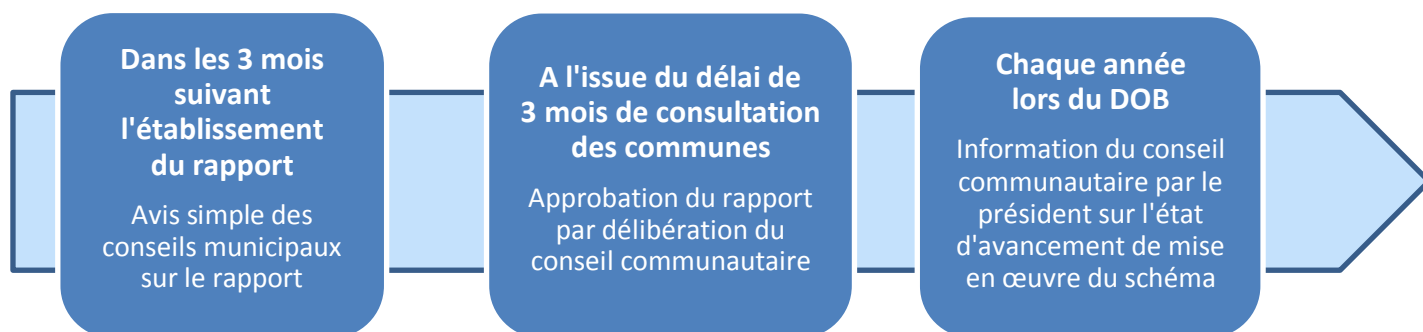 Dans les 3 mois
suivant
l'établissement
du rapport
Avis simple des
conseils municipaux
sur le rapport
A l'issue du délai de
3 mois de consultation
des communes
Approbation du rapport
par délibération du
conseil communautaire
Chaque année
lors du DOB
Information du conseil
communautaire par le
président sur l'état
d'avancement de mise
en œuvre du schéma